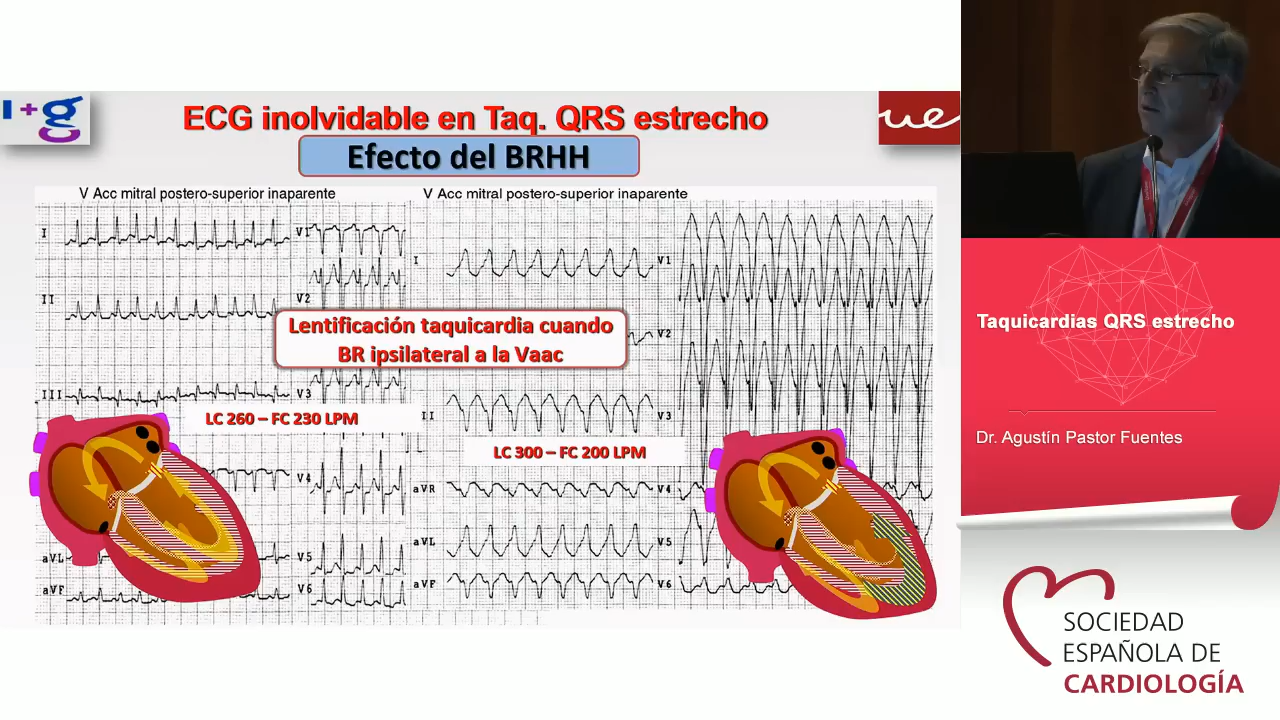 i+g
ECG inolvidable en Taq. QRS estrecho
ue
Efecto del BRHH
V Acc mitral postero-superior inaparente
V Acc mitral postero-superior inaparente
I
V1
II
V2
III
V3
V4
aVL
V5
aVF
V6
I
V1
V2
II
V3
aVR
V4
aVL
V5
aVF
V6
Lentificación taquicardia cuando
BR ipsilateral a la Vaac
LC 260 – FC 230 LPM
LC 300 – FC 200 LPM
Taquicardias QRS estrecho
Dr. Agustín Pastor Fuentes
SOCIEDAD
ESPAÑOLA DE
CARDIOLOGÍA